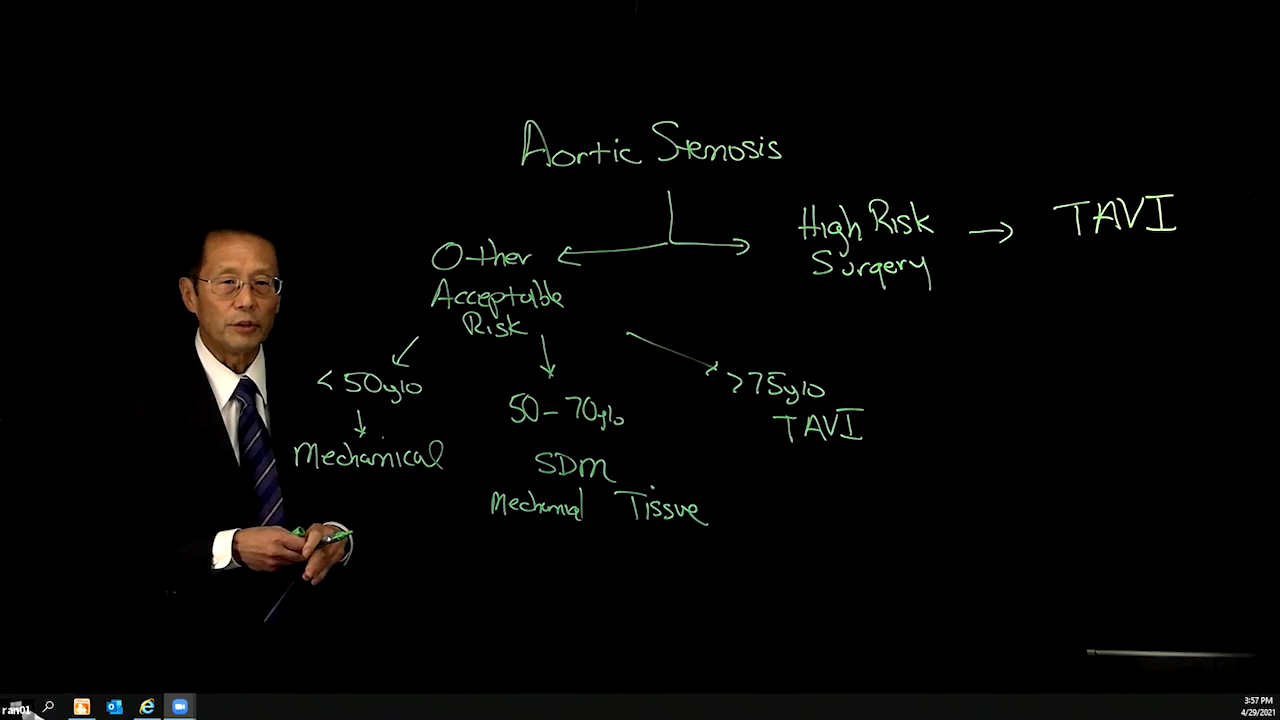 Aortic Stenosis
High Risk
Surgery
→ TAVI
Other
Acceptable
Risk
< 50y/o
Mechanical
50-70y/o
SDM
Mechanical Tissue
>75y/o
TAVI
ran01
3:57 PM
4/29/2021